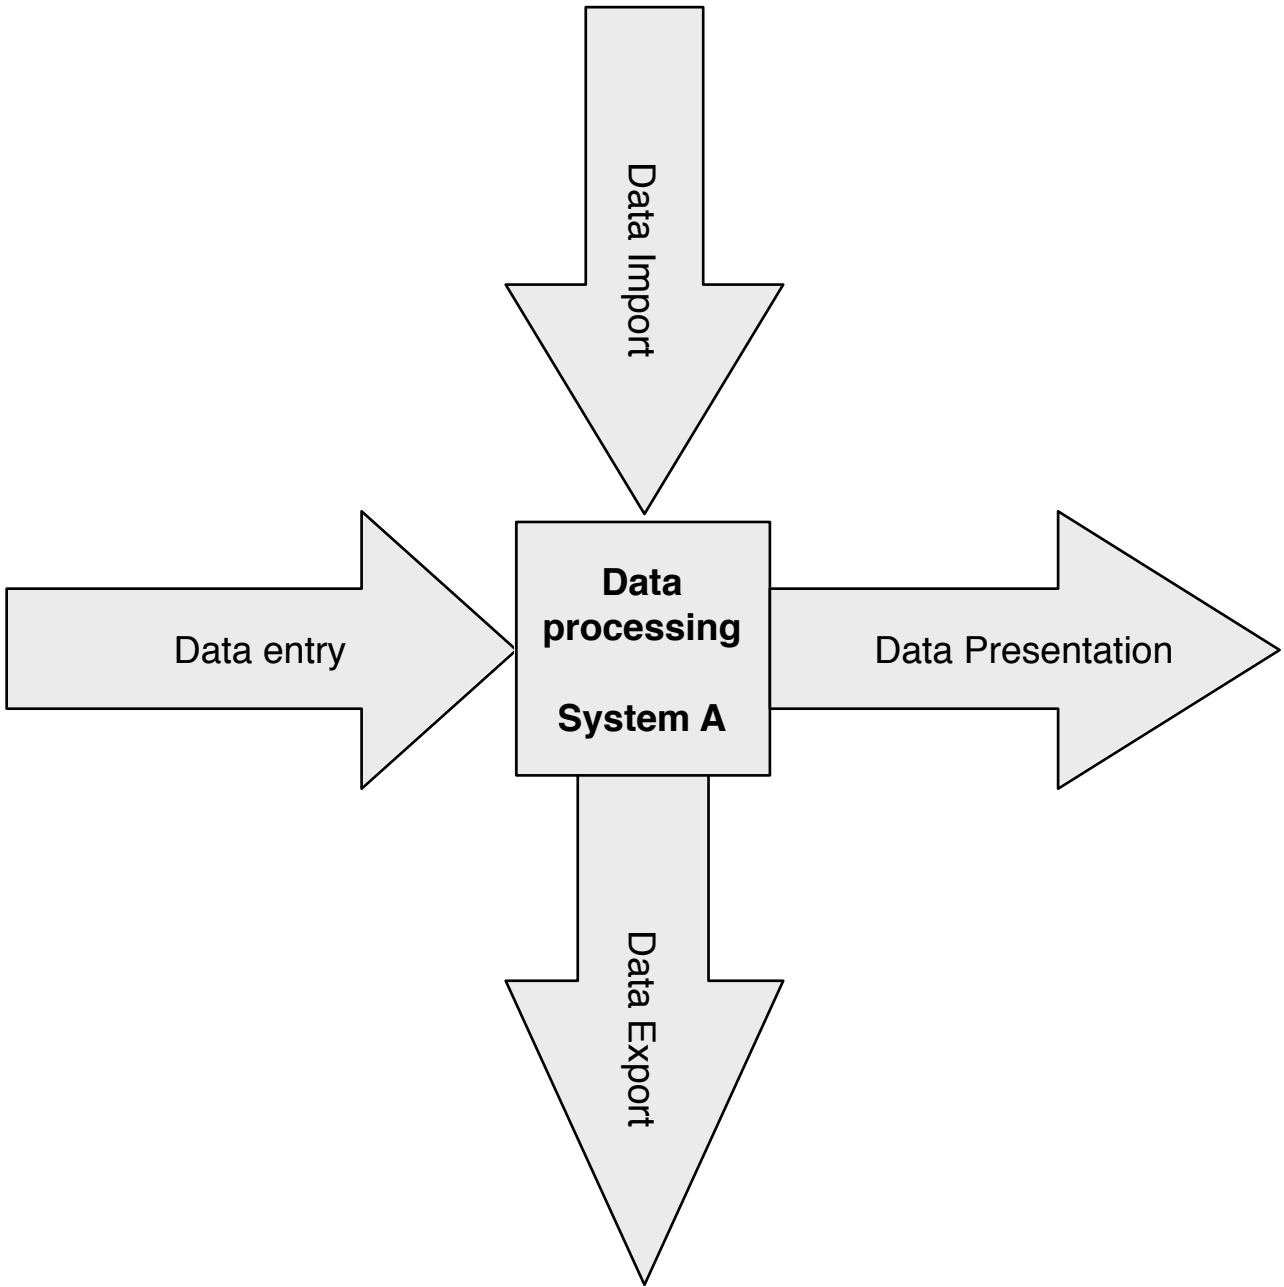 Data Import
Data entry
Data
processing
System A
Data Presentation
Data Export